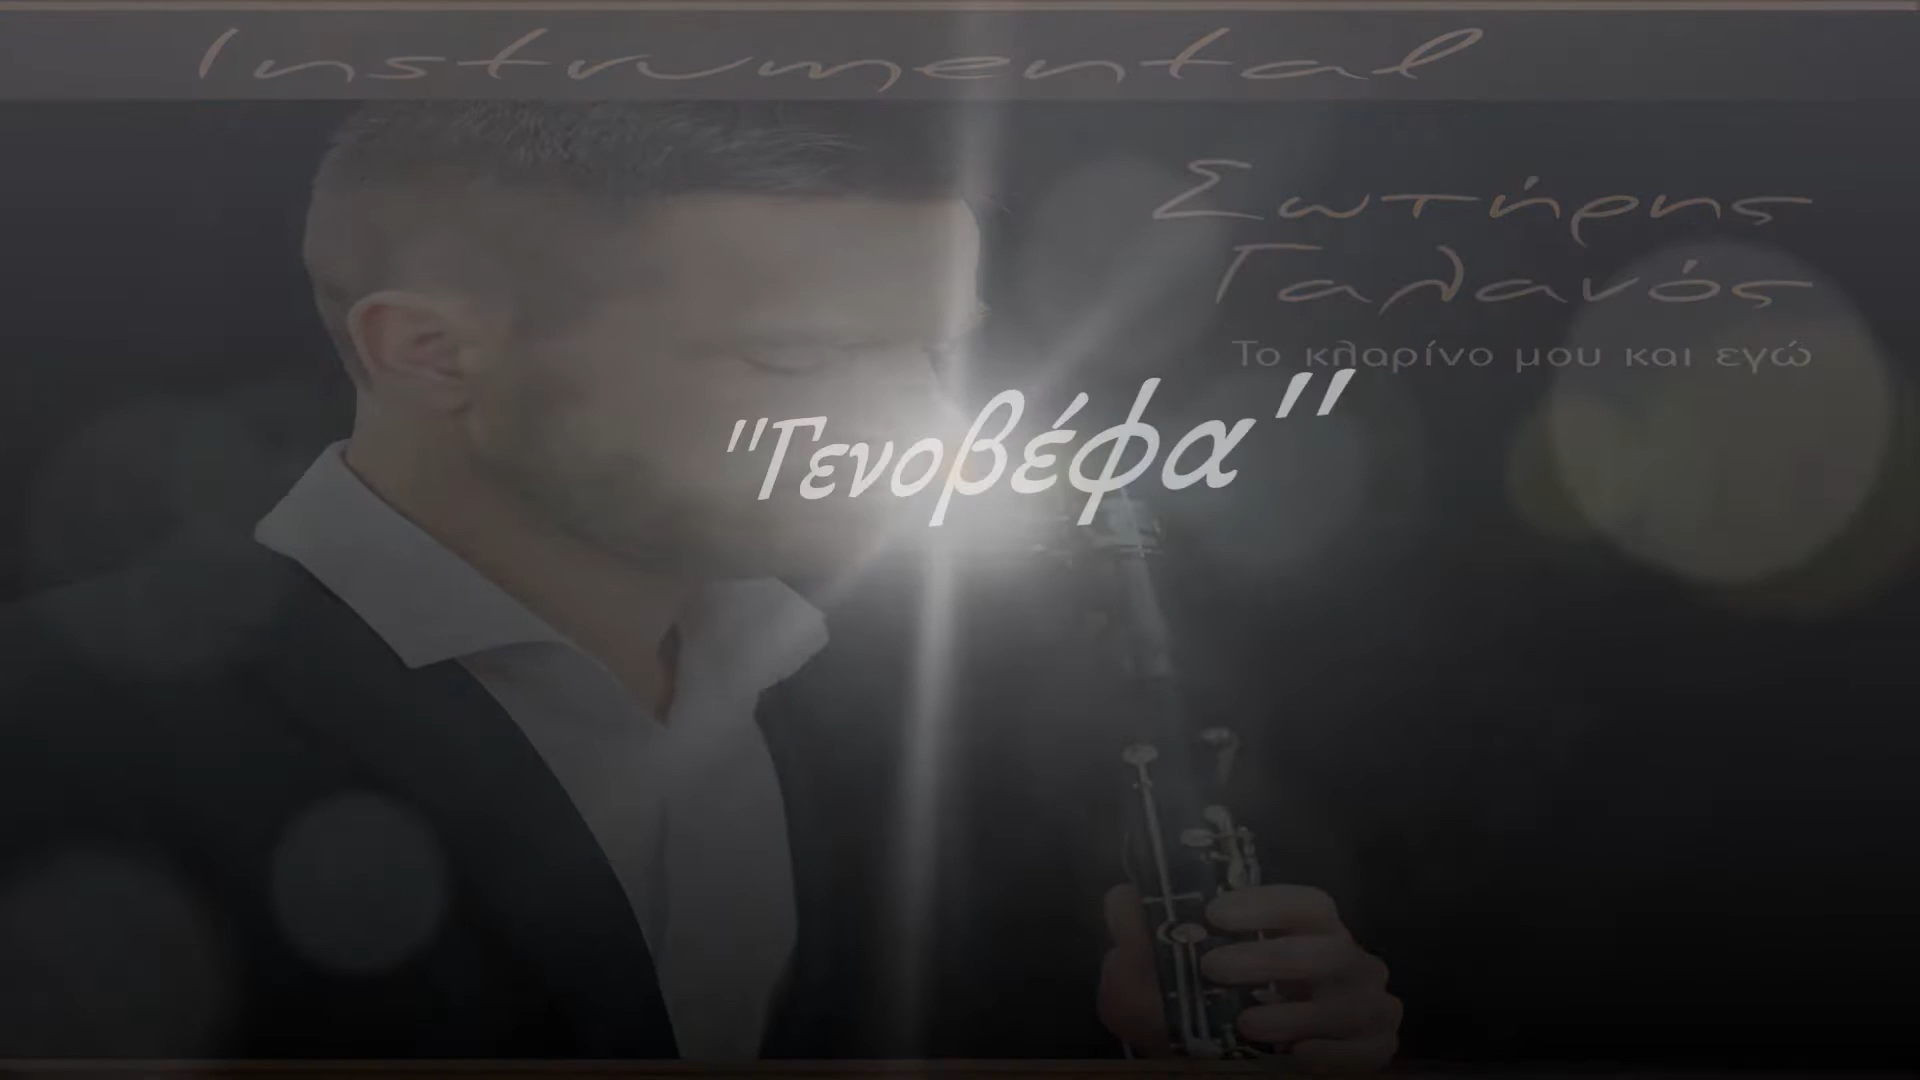 Instrumental
Σωτήρης
Γαλανός
Το κλαρίνο μου και εγώ
"Γενοβέφα"